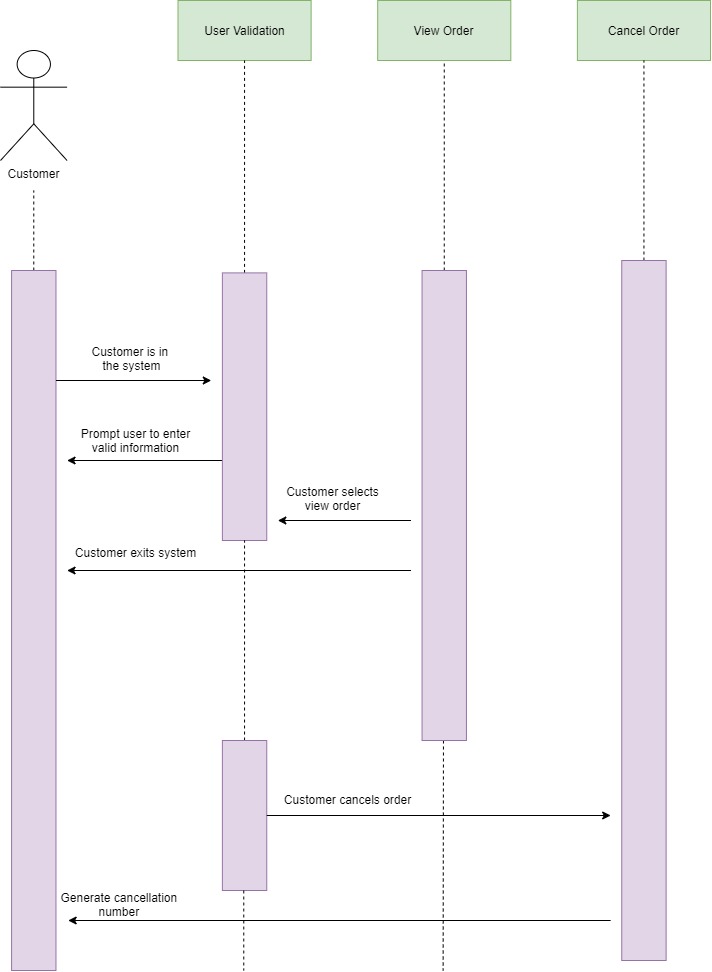 User Validation
View Order
Cancel Order
Customer
Customer is in
the system
Prompt user to enter
valid information
Customer selects
view order
Customer exits system
Customer cancels order
Generate cancellation
number